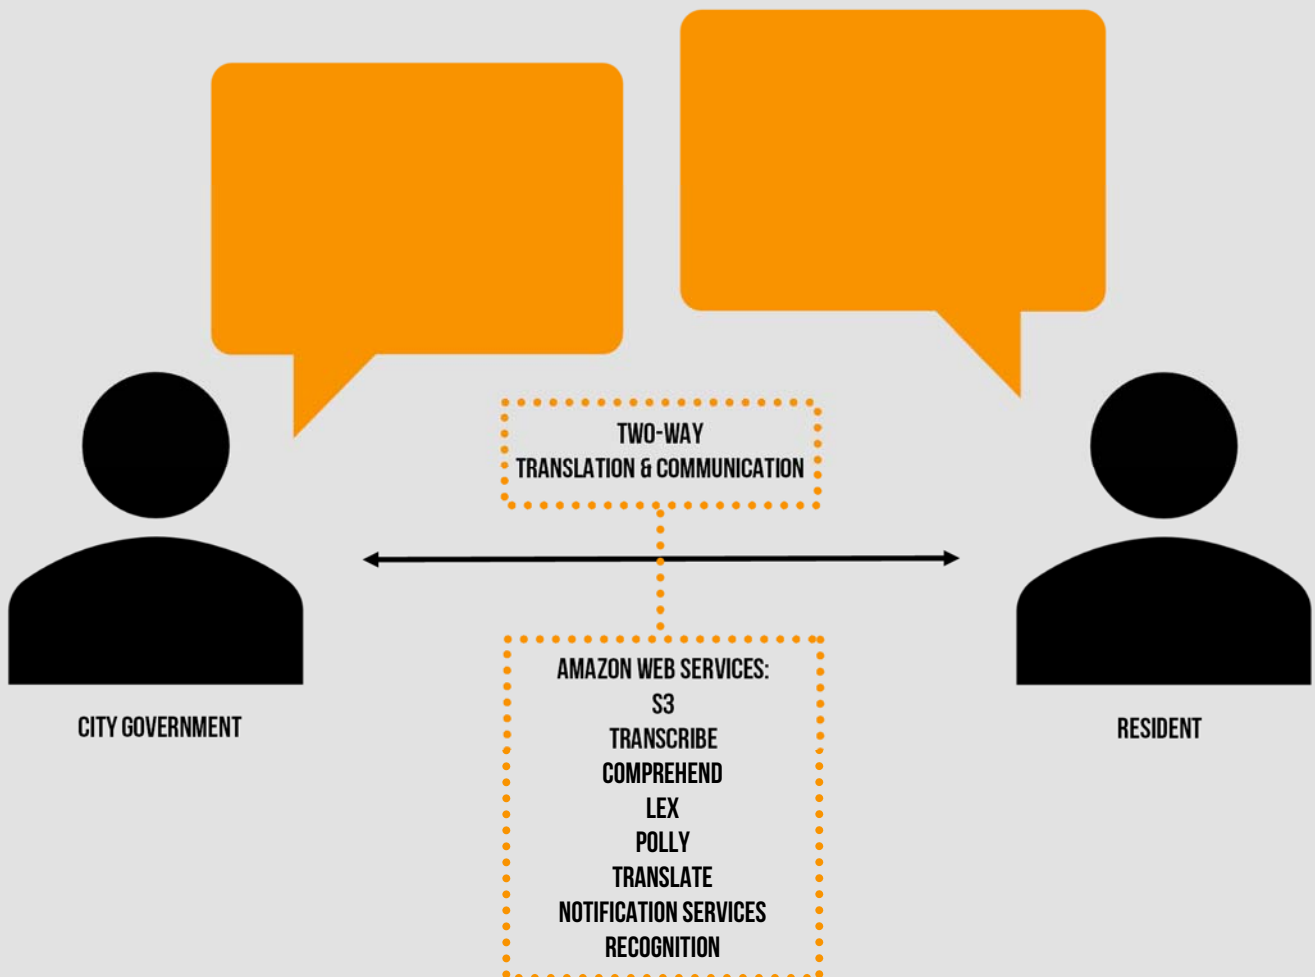 TWO-WAY
TRANSLATION & COMMUNICATION
AMAZON WEB SERVICES:
S3
TRANSCRIBE
COMPREHEND
LEX
POLLY
TRANSLATE
NOTIFICATION SERVICES
RECOGNITION
CITY GOVERNMENT
RESIDENT